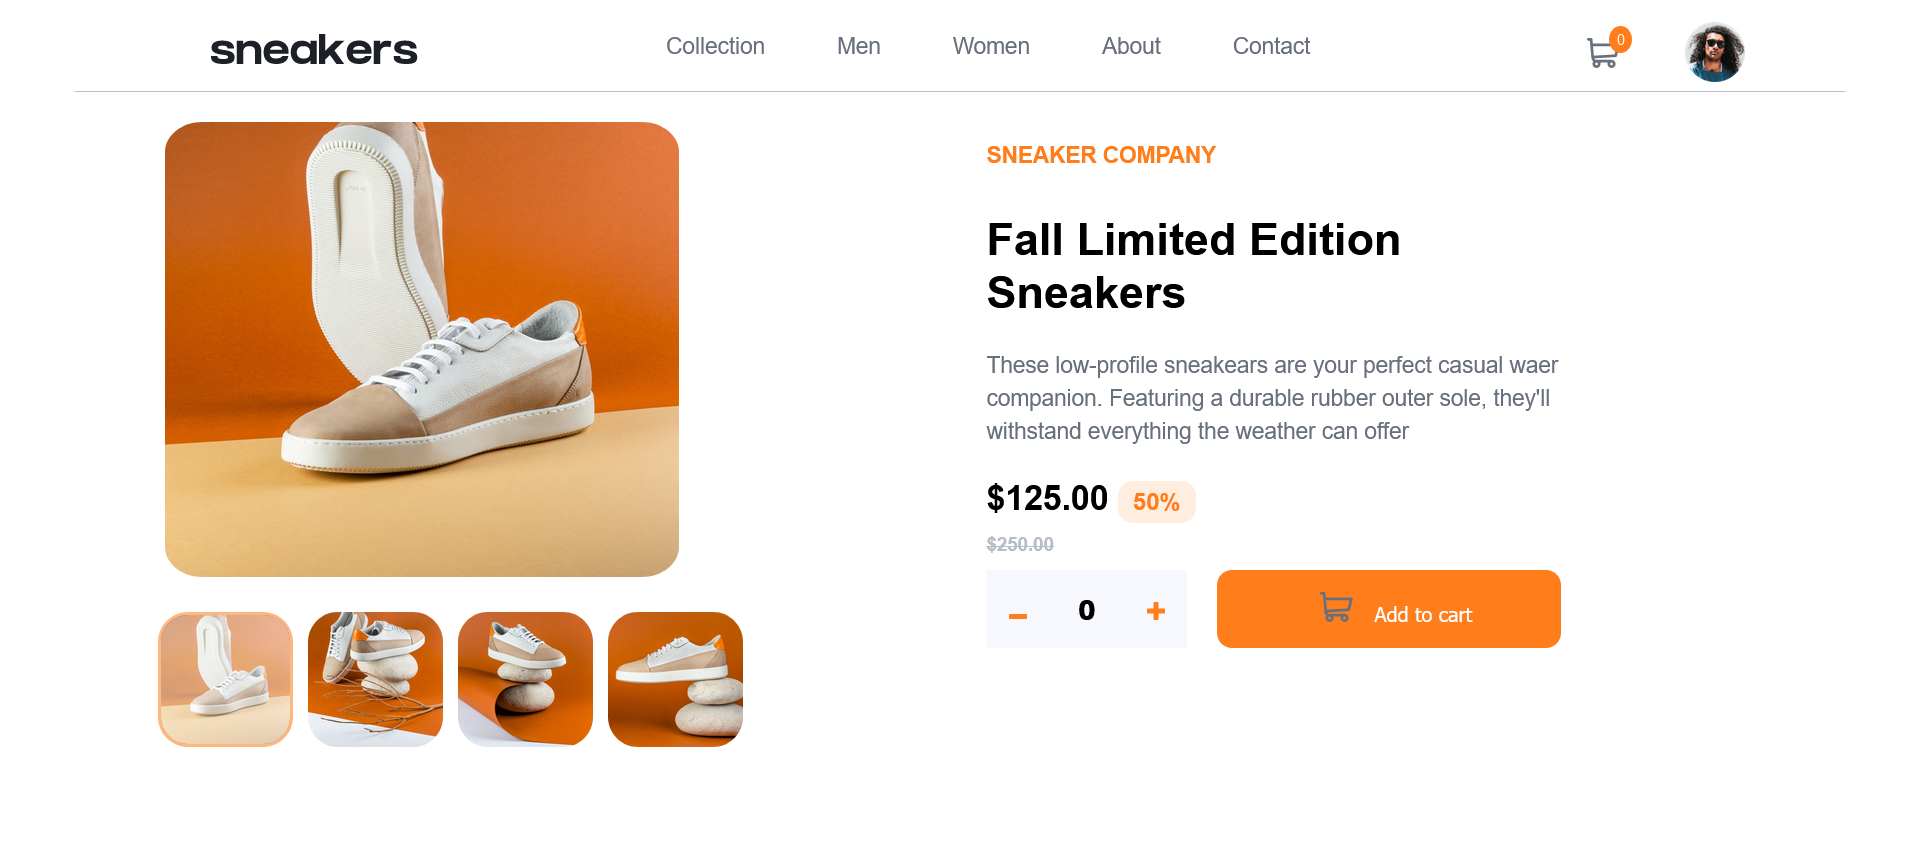 sneakers Collection Men Women About Contact 0
SNEAKER COMPANY
Fall Limited Edition
Sneakers
These low-profile sneakears are your perfect casual waer
companion. Featuring a durable rubber outer sole, they'll
withstand everything the weather can offer
$125.00 50%
$250.00
0 + Add to cart